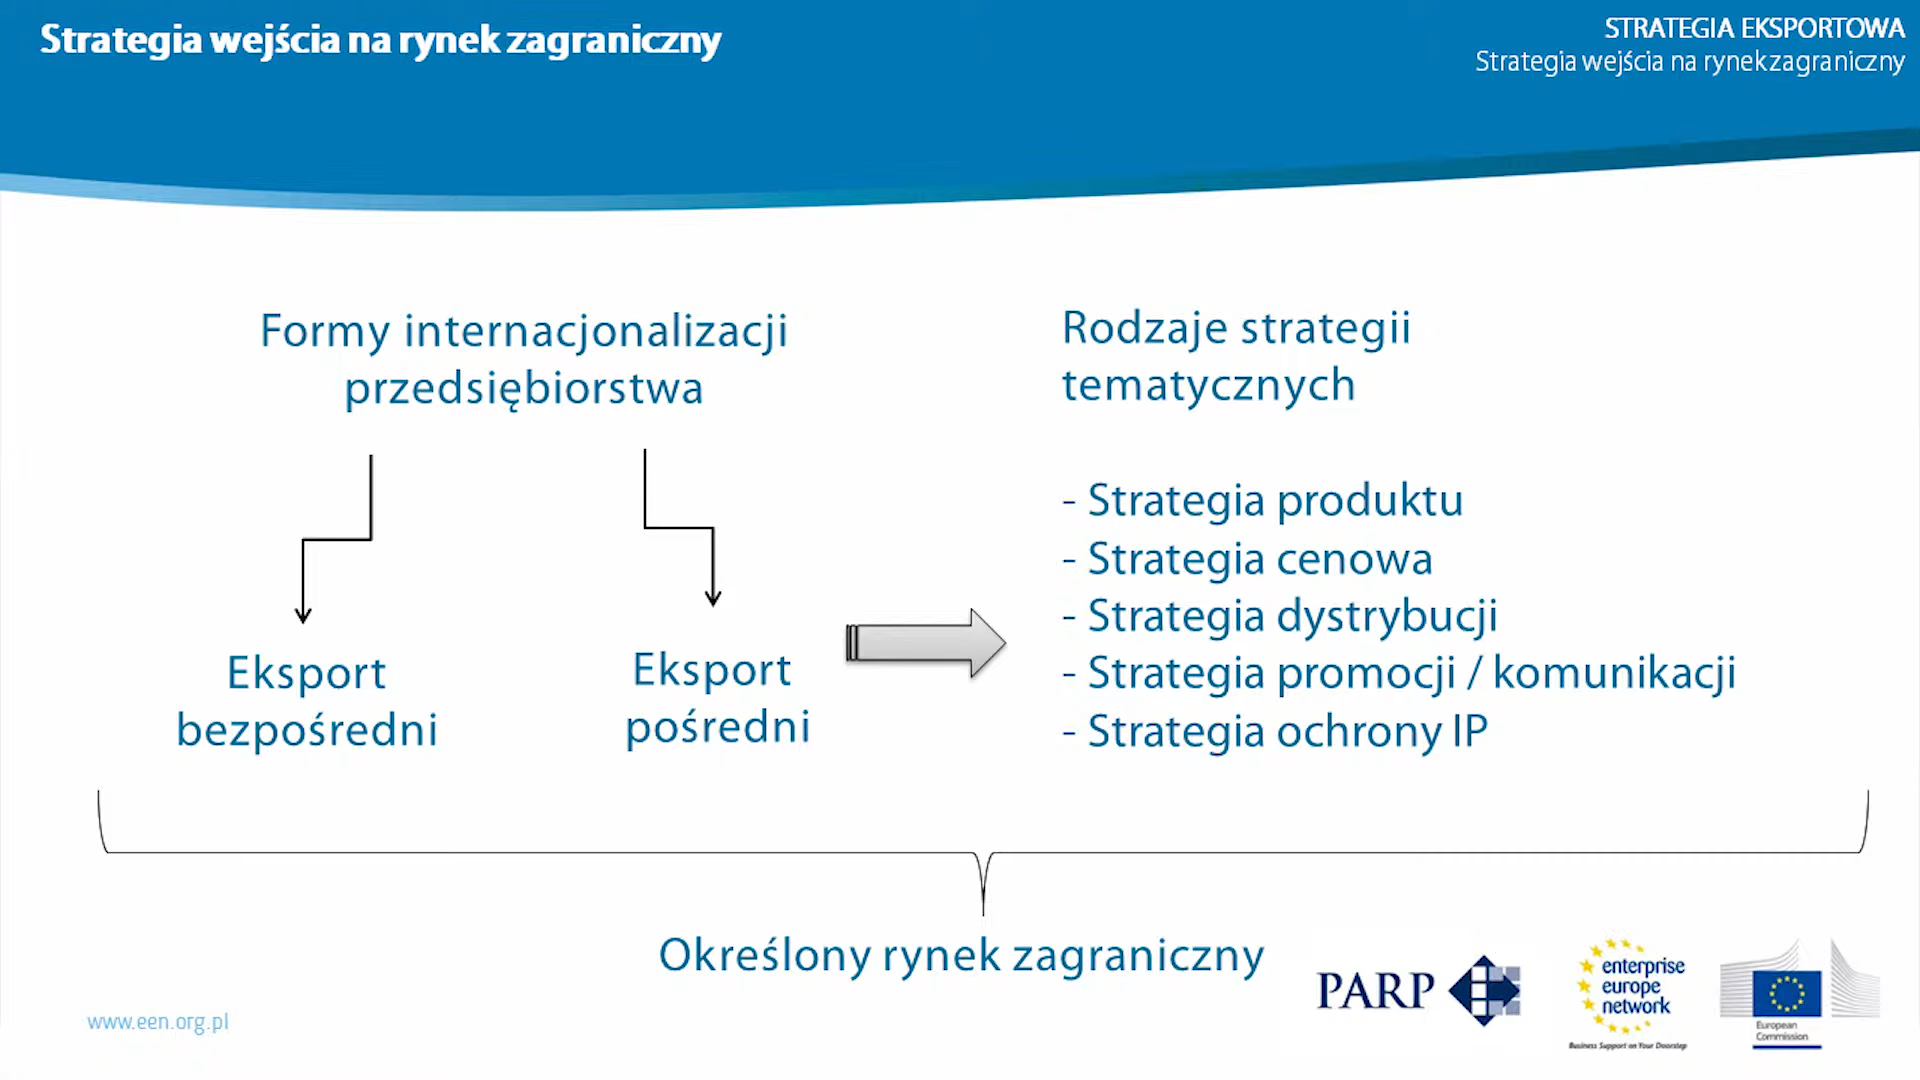 Strategia wejścia na rynek zagraniczny
STRATEGIA EKSPORTOWA
Strategia wejścia na rynek zagraniczny
Formy internacjonalizacji
przedsiębiorstwa
Eksport
bezpośredni
Eksport
pośredni
Rodzaje strategii
tematycznych
- Strategia produktu
- Strategia cenowa
- Strategia dystrybucji
- Strategia promocji / komunikacji
- Strategia ochrony IP
Określony rynek zagraniczny
www.een.org.pl
PARP
enterprise
europe
network
Business Support on Your Doorstep
European
Commission